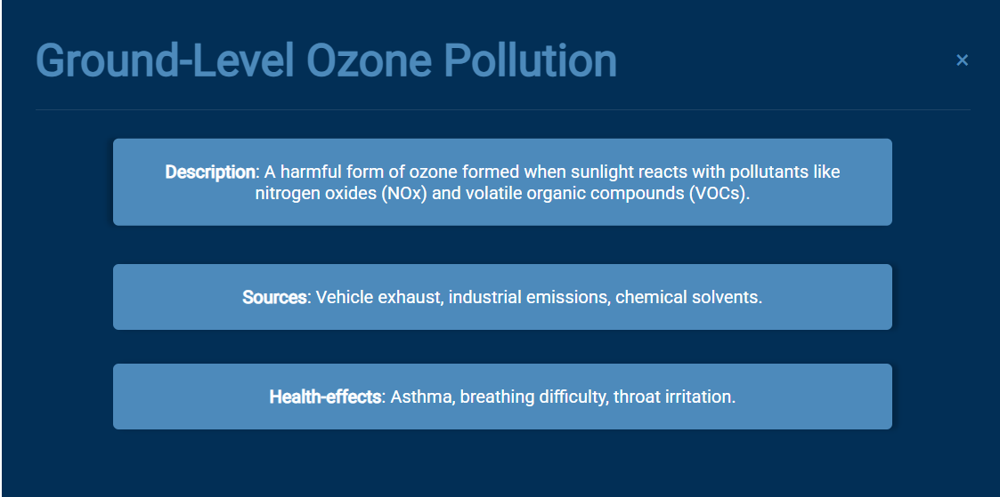 Ground-Level Ozone Pollution
×
Description: A harmful form of ozone formed when sunlight reacts with pollutants like
nitrogen oxides (NOx) and volatile organic compounds (VOCs).
Sources: Vehicle exhaust, industrial emissions, chemical solvents.
Health-effects: Asthma, breathing difficulty, throat irritation.